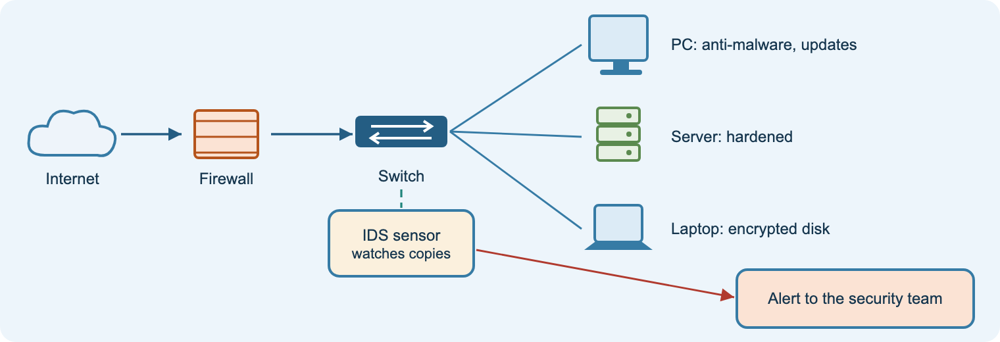 PC: anti-malware, updates
Server: hardened
Internet
Firewall
Switch
Laptop: encrypted disk
IDS sensor
watches copies
Alert to the security team